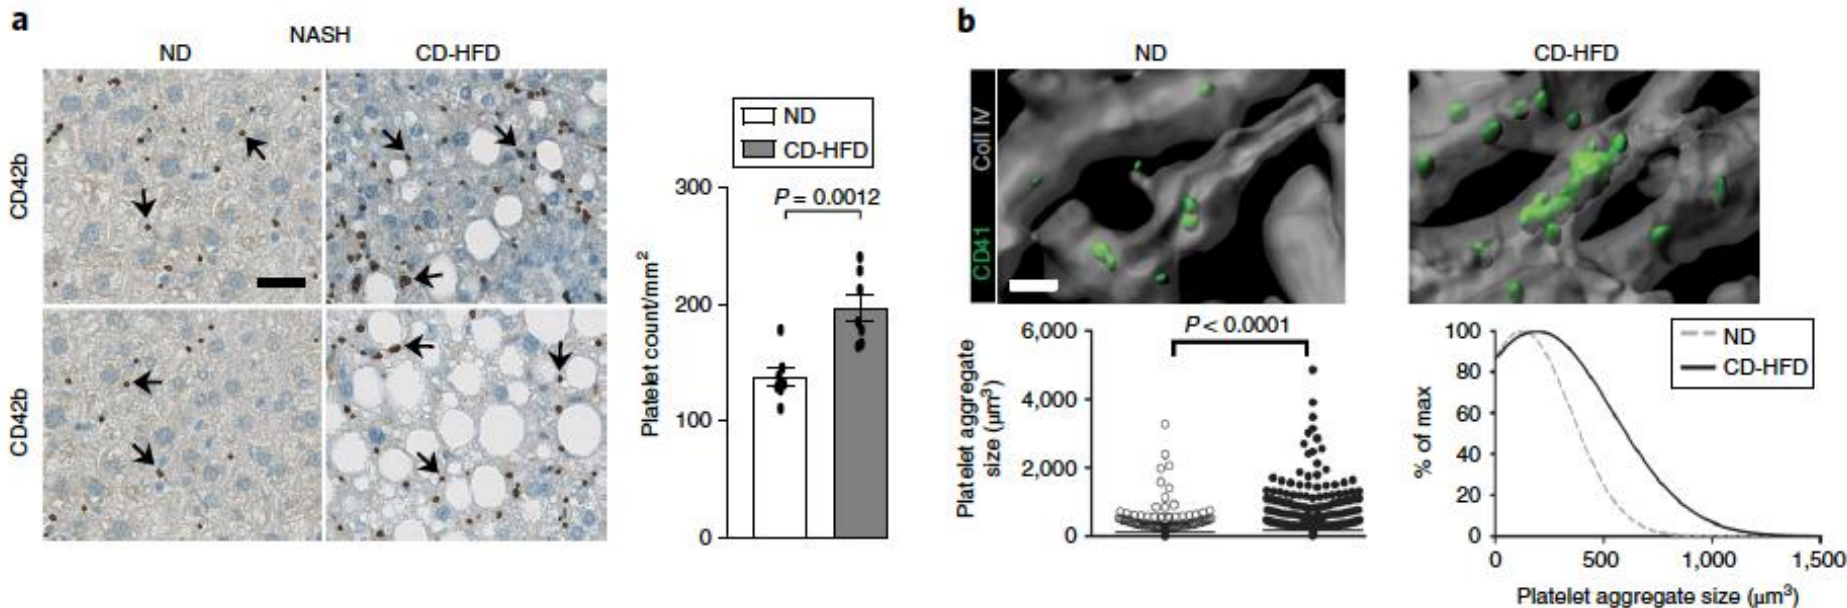 a
NASH
ND
CD-HFD
CD42b
CD42b
ND
CD-HFD
P = 0.0012
Platelet count/mm²
300
200
100
0
b
ND
CD-HFD
CD41 Coll IV
P < 0.0001
Platelet aggregate
size (µm³)
6,000
4,000
2,000
0
ND
CD-HFD
% of max
100
80
60
40
20
0
0 500 1,000 1,500
Platelet aggregate size (µm³)